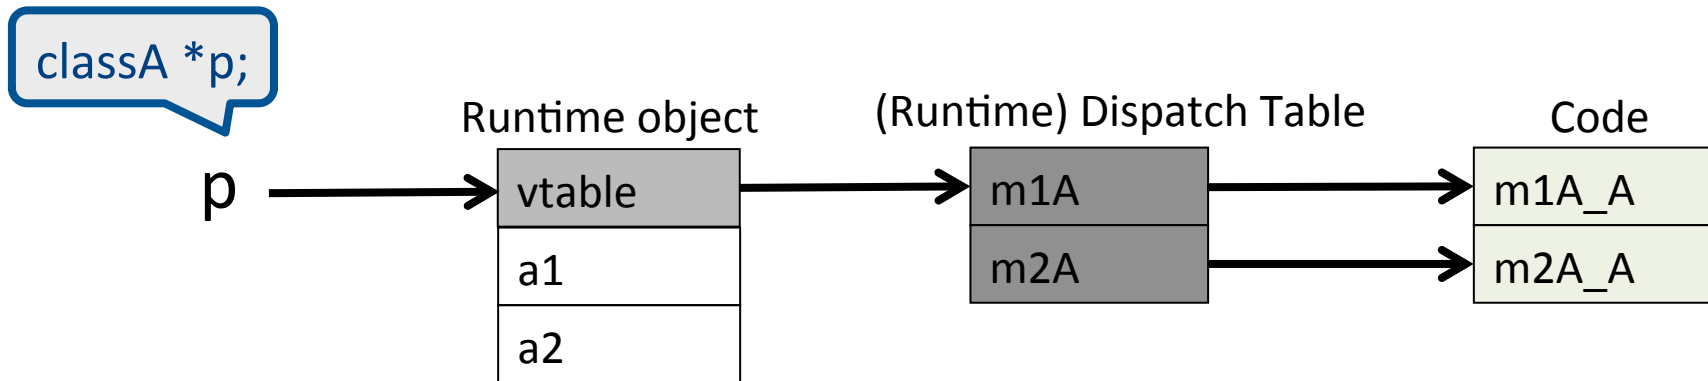 classA *p;
Runtime object
(Runtime) Dispatch Table
Code
p
vtable
m1A
m1A_A
a1
m2A
m2A_A
a2